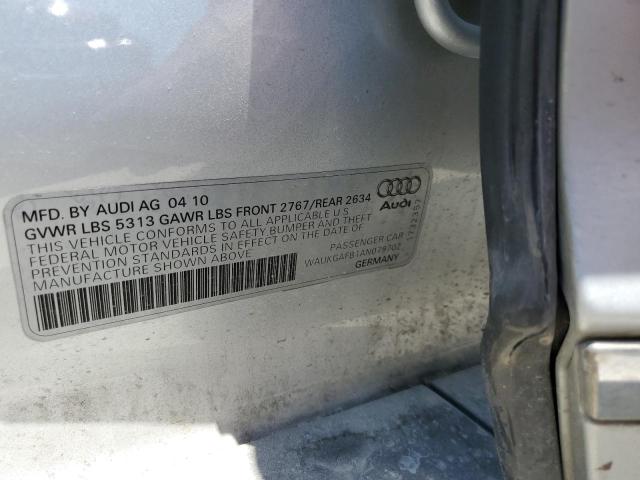 MFD. BY AUDI AG 04 10
GVWR LBS 5313 GAWR LBS FRONT 2767/REAR 2634
THIS VEHICLE CONFORMS TO ALL APPLICABLE U S
FEDERAL MOTOR VEHICLE SAFETY BUMPER AND THEFT
PREVENTION STANDARDS IN EFFECT ON THE DATE OF
MANUFACTURE SHOWN ABOVE.
PASSENGER CAR
WAUKGAFB1AN079702
GERMANY
Audi
17332357